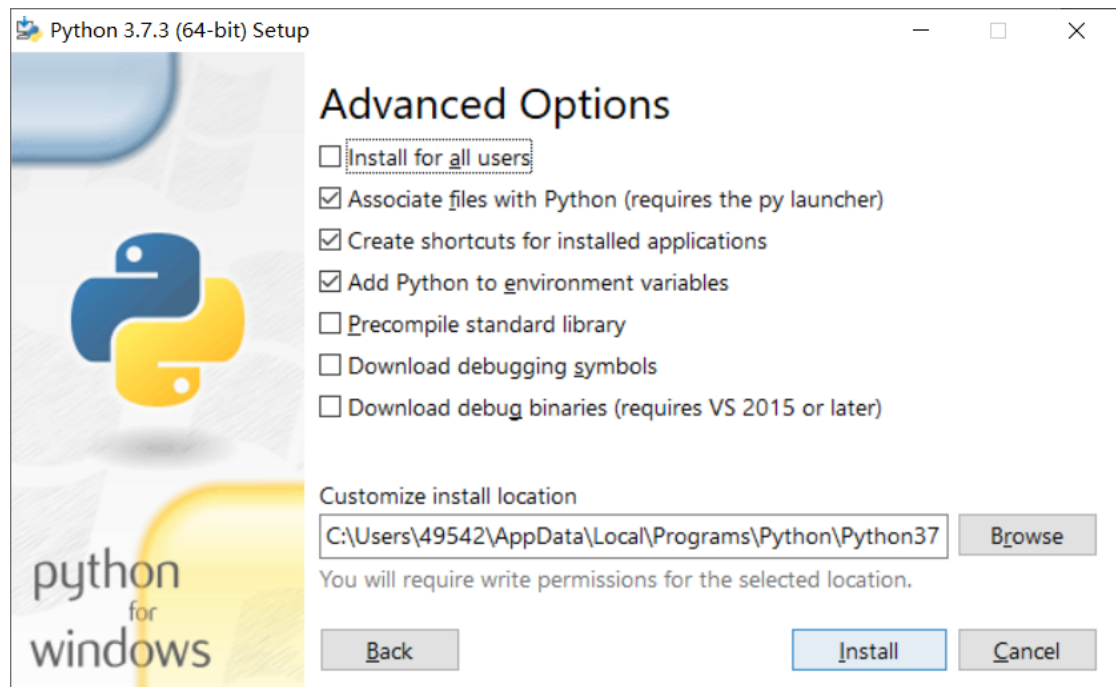 Python 3.7.3 (64-bit) Setup
Advanced Options
Install for all users
Associate files with Python (requires the py launcher)
Create shortcuts for installed applications
Add Python to environment variables
Precompile standard library
Download debugging symbols
Download debug binaries (requires VS 2015 or later)
Customize install location
C:\Users\49542\AppData\Local\Programs\Python\Python37
Browse
You will require write permissions for the selected location.
python
for
windows
Back
Install
Cancel